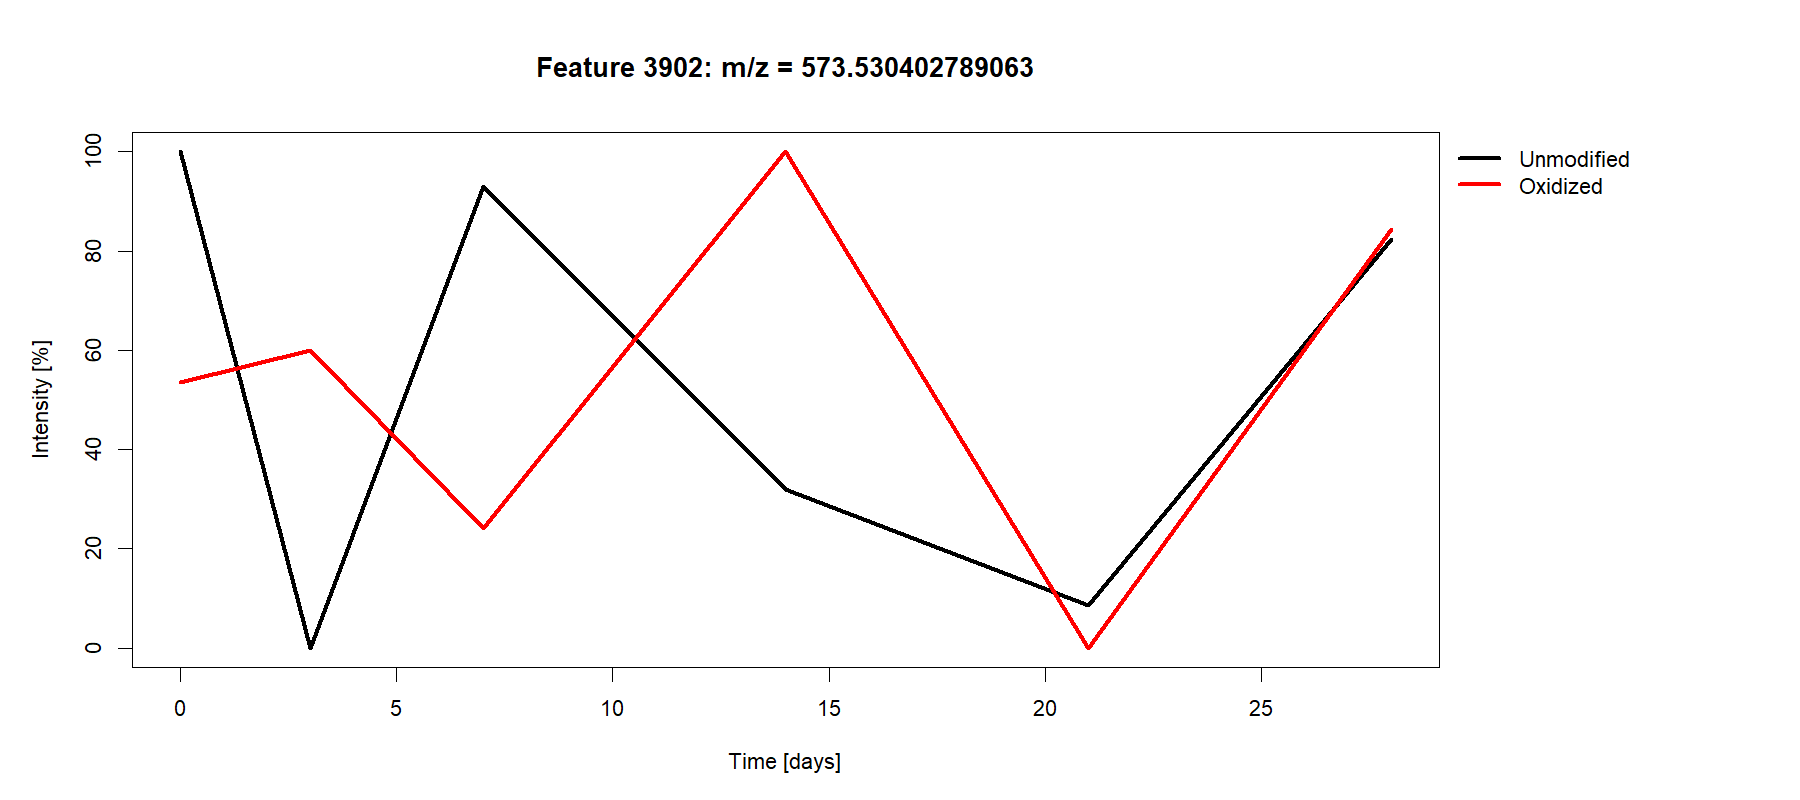 Feature 3902: m/z = 573.530402789063
Unmodified
Oxidized
Intensity [%]
100
80
60
40
20
0
0 5 10 15 20 25
Time [days]